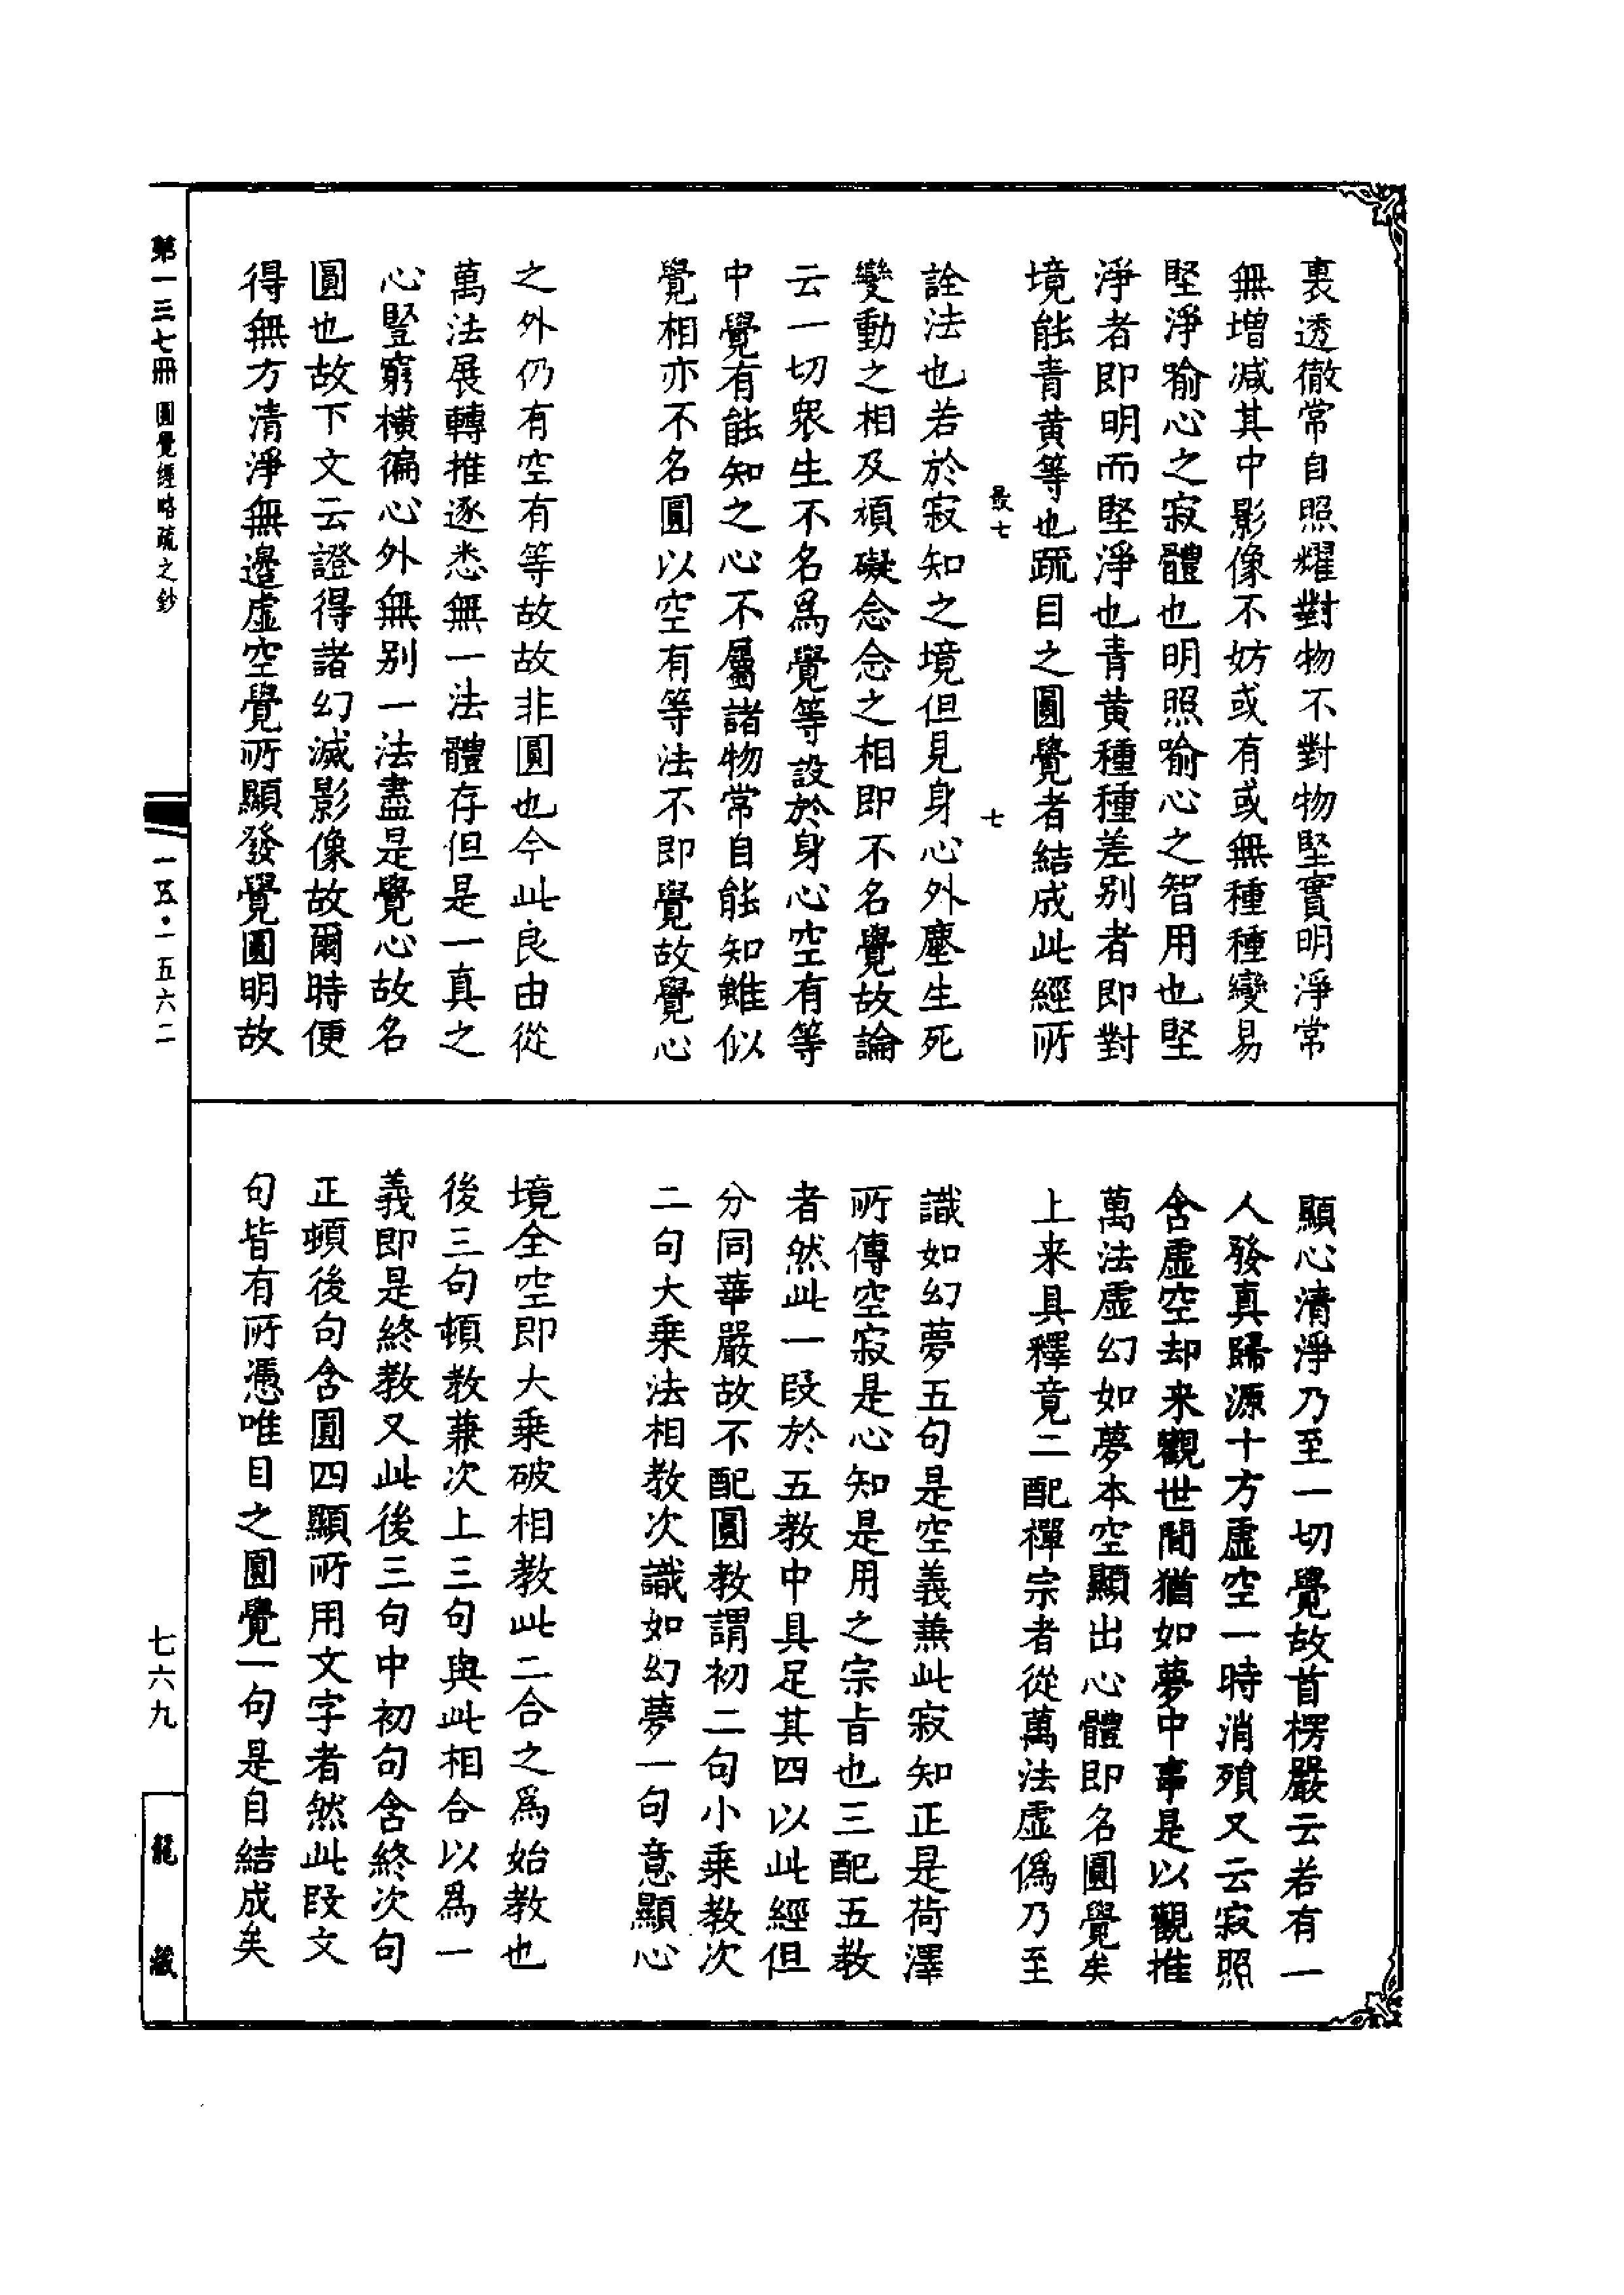 裏透徹常自照耀對物不對物堅實明淨常
無增減其中影像不妨或有或無種種變易
堅淨喻心之寂體也明照喻心之智用也堅
淨者即明而堅淨也青黄種種差别者即對
境能青黄等也疏目之圓覺者結成此經所
七
詮法也若於寂知之境但見身心外塵生死
變動之相及頑礙念念之相即不名覺故論
云一切衆生不名爲覺等設於身心空有等
中覺有能知之心不屬諸物常自能知雖似
覺相亦不名圓以空有等法不即覺故覺心
之外仍有空有等故故非圓也今此良由從
萬法展轉推逐悉無一法體存但是一真之
心豎窮橫徧心外無别一法盡是覺心故名
圓也故下文云證得諸幻滅影像故爾時便
得無方清淨無邉虛空覺所顯發覺圓明故
顯心清淨乃至一切覺故首楞嚴云若有一
人發真歸源十方虛空一時消殞又云寂照
含虛空却来觀世間猶如夢中事是以觀推
萬法虛幻如夢本空顯出心體即名圓覺矣
上来具釋竟二配禪宗者從萬法虛僞乃至
識如幻夢五句是空義兼此寂知正是荷澤
所傳空寂是心知是用之宗旨也三配五教
者然此一段於五教中具足其四以此經但
分同華嚴故不配圓教謂初二句小乘教次
二句大乘法相教次識如幻夢一句意顯心
境全空即大乘破相教此二合之爲始教也
後三句頓教兼次上三句與此相合以爲一
義即是終教又此後三句中初句含終次句
正頓後句含圓四顯所用文字者然此段文
句皆有所憑唯目之圓覺一句是自結成矣
第一三七冊 圓覺經略疏之鈔
一五·一五六二
七六九
龍藏